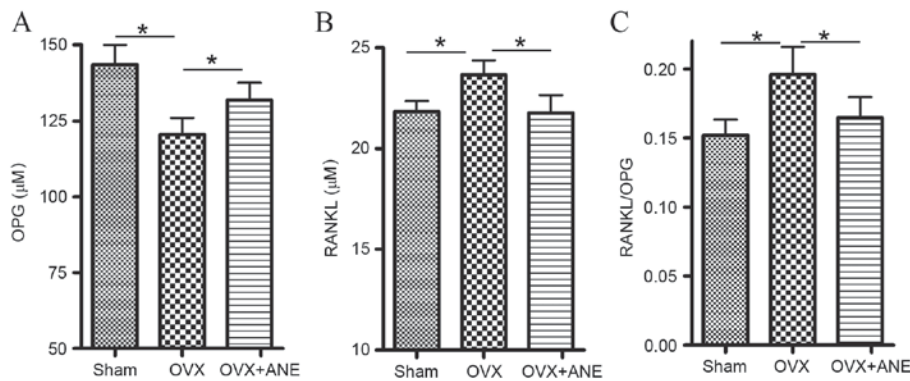 A
OPG (μM)
150
125
100
75
50
*
*
Sham OVX OVX+ANE
B
RANKL (μM)
25
20
15
10
*
*
Sham OVX OVX+ANE
C
RANKL/OPG
0.20
0.15
0.10
0.05
0.00
*
*
Sham OVX OVX+ANE